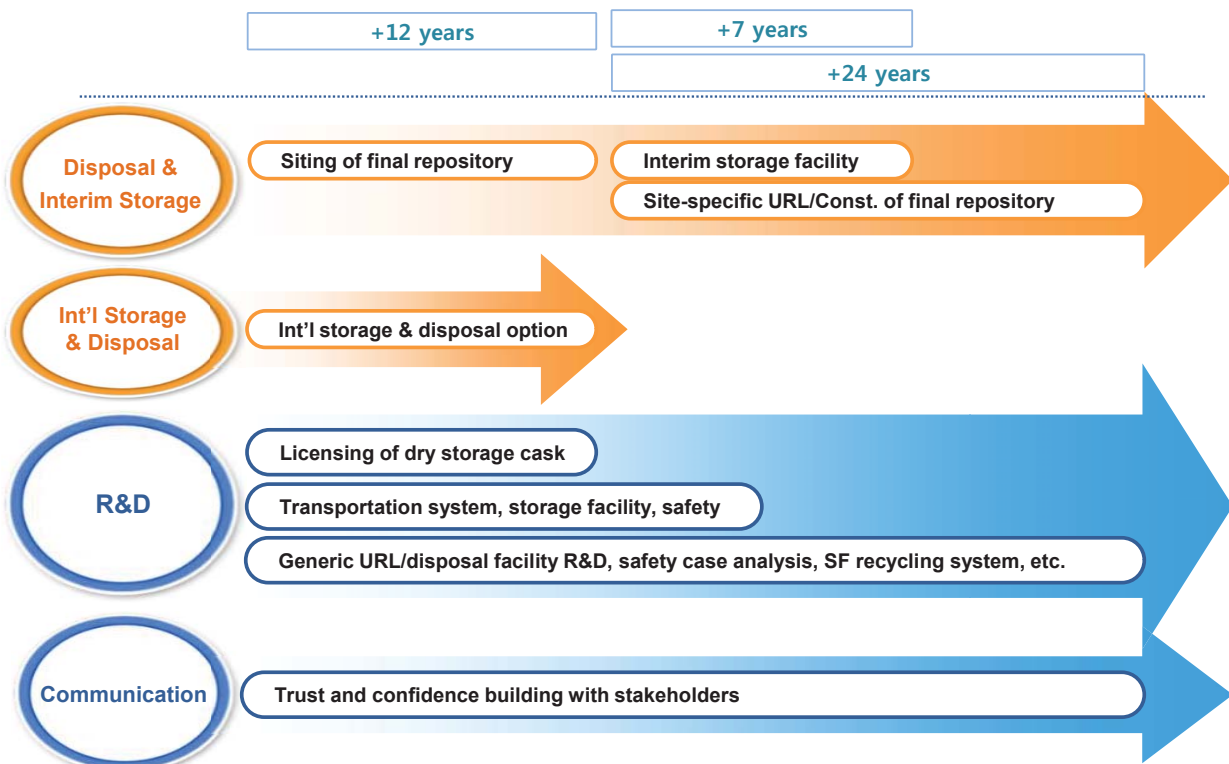 +12 years
+7 years
+24 years
Disposal &
Interim Storage
Siting of final repository
Interim storage facility
Site-specific URL/Const. of final repository
Int'l Storage
& Disposal
Int'l storage & disposal option
R&D
Licensing of dry storage cask
Transportation system, storage facility, safety
Generic URL/disposal facility R&D, safety case analysis, SF recycling system, etc.
Communication
Trust and confidence building with stakeholders